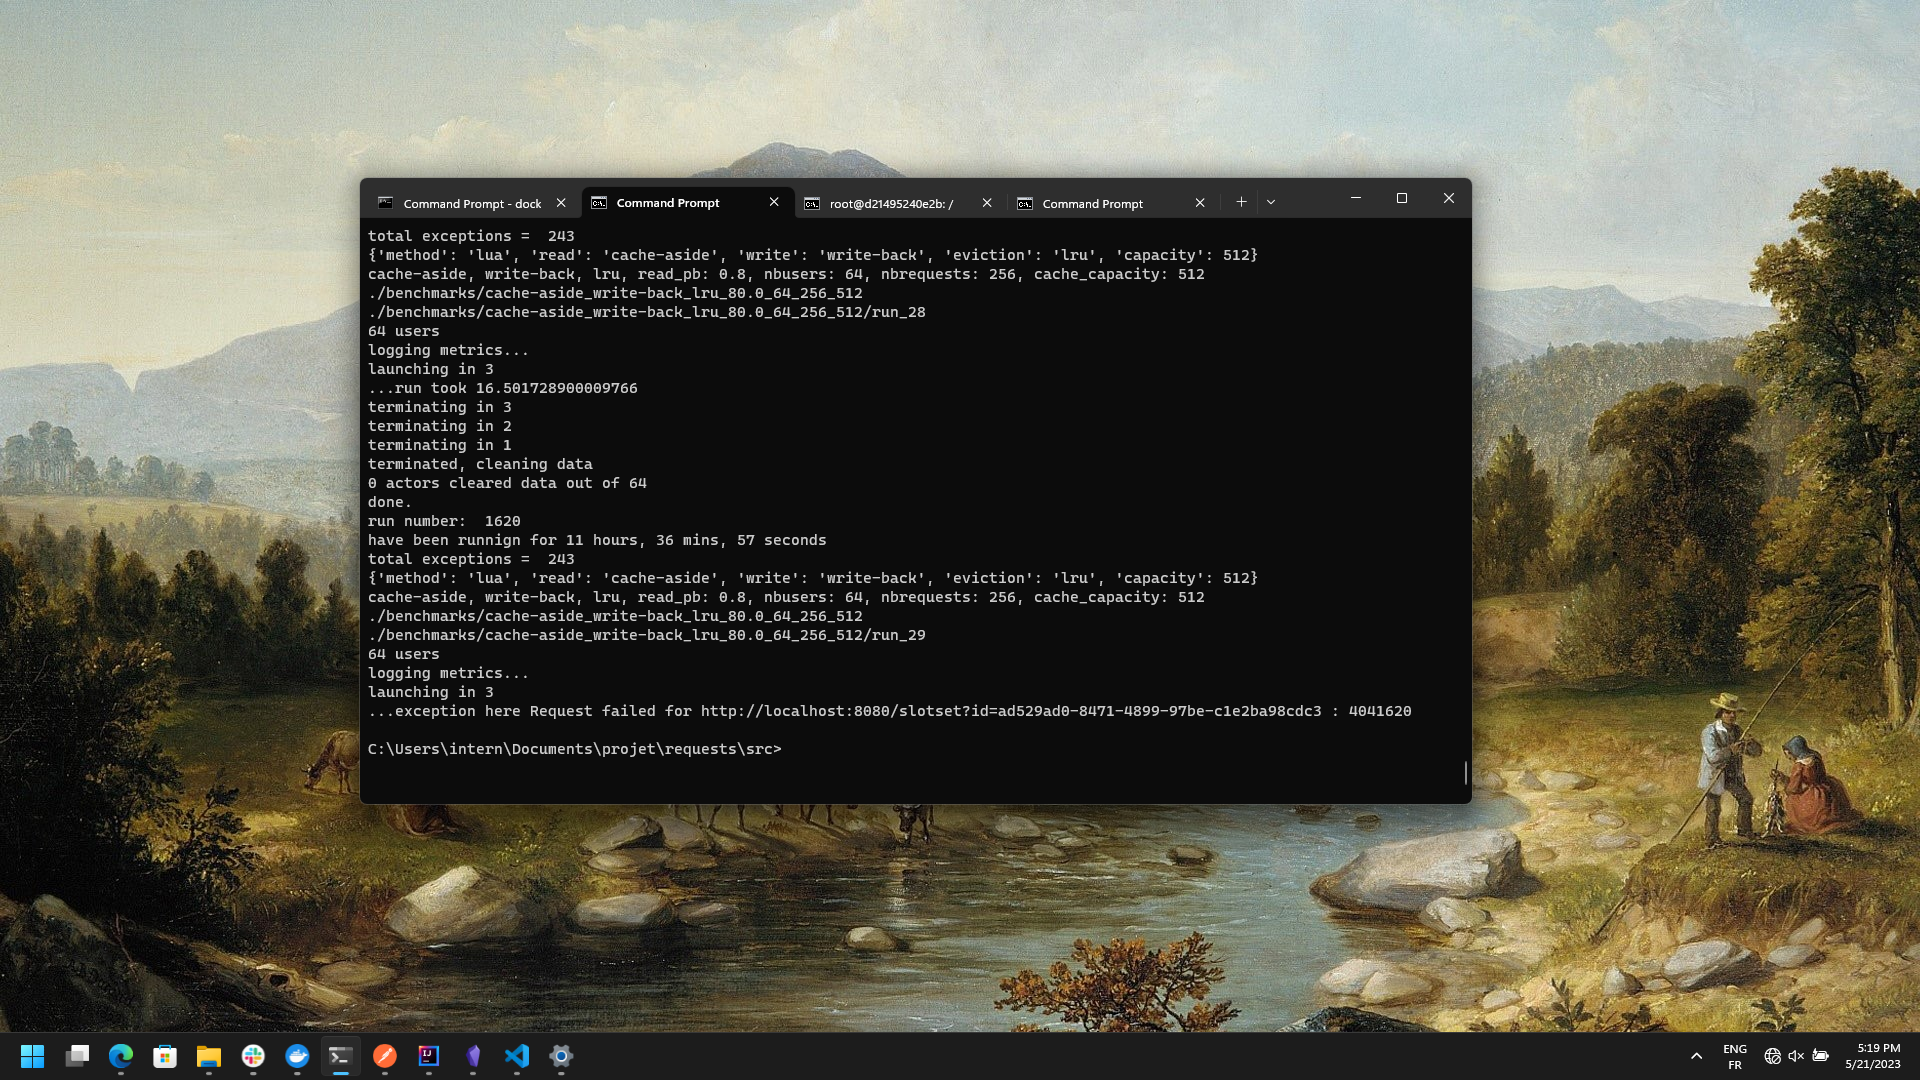 Command Prompt - dock
Command Prompt
root@d21495240e2b: /
Command Prompt
total exceptions =  243
{'method': 'lua', 'read': 'cache-aside', 'write': 'write-back', 'eviction': 'lru', 'capacity': 512}
cache-aside, write-back, lru, read_pb: 0.8, nbusers: 64, nbrequests: 256, cache_capacity: 512
./benchmarks/cache-aside_write-back_lru_80.0_64_256_512
./benchmarks/cache-aside_write-back_lru_80.0_64_256_512/run_28
64 users
logging metrics...
launching in 3
...run took 16.501728900009766
terminating in 3
terminating in 2
terminating in 1
terminated, cleaning data
0 actors cleared data out of 64
done.
run number:  1620
have been runnign for 11 hours, 36 mins, 57 seconds
total exceptions =  243
{'method': 'lua', 'read': 'cache-aside', 'write': 'write-back', 'eviction': 'lru', 'capacity': 512}
cache-aside, write-back, lru, read_pb: 0.8, nbusers: 64, nbrequests: 256, cache_capacity: 512
./benchmarks/cache-aside_write-back_lru_80.0_64_256_512
./benchmarks/cache-aside_write-back_lru_80.0_64_256_512/run_29
64 users
logging metrics...
launching in 3
...exception here Request failed for http://localhost:8080/slotset?id=ad529ad0-8471-4899-97be-c1e2ba98cdc3 : 4041620
C:\Users\intern\Documents\projet\requests\src>
ENG
FR
5:19 PM
5/21/2023